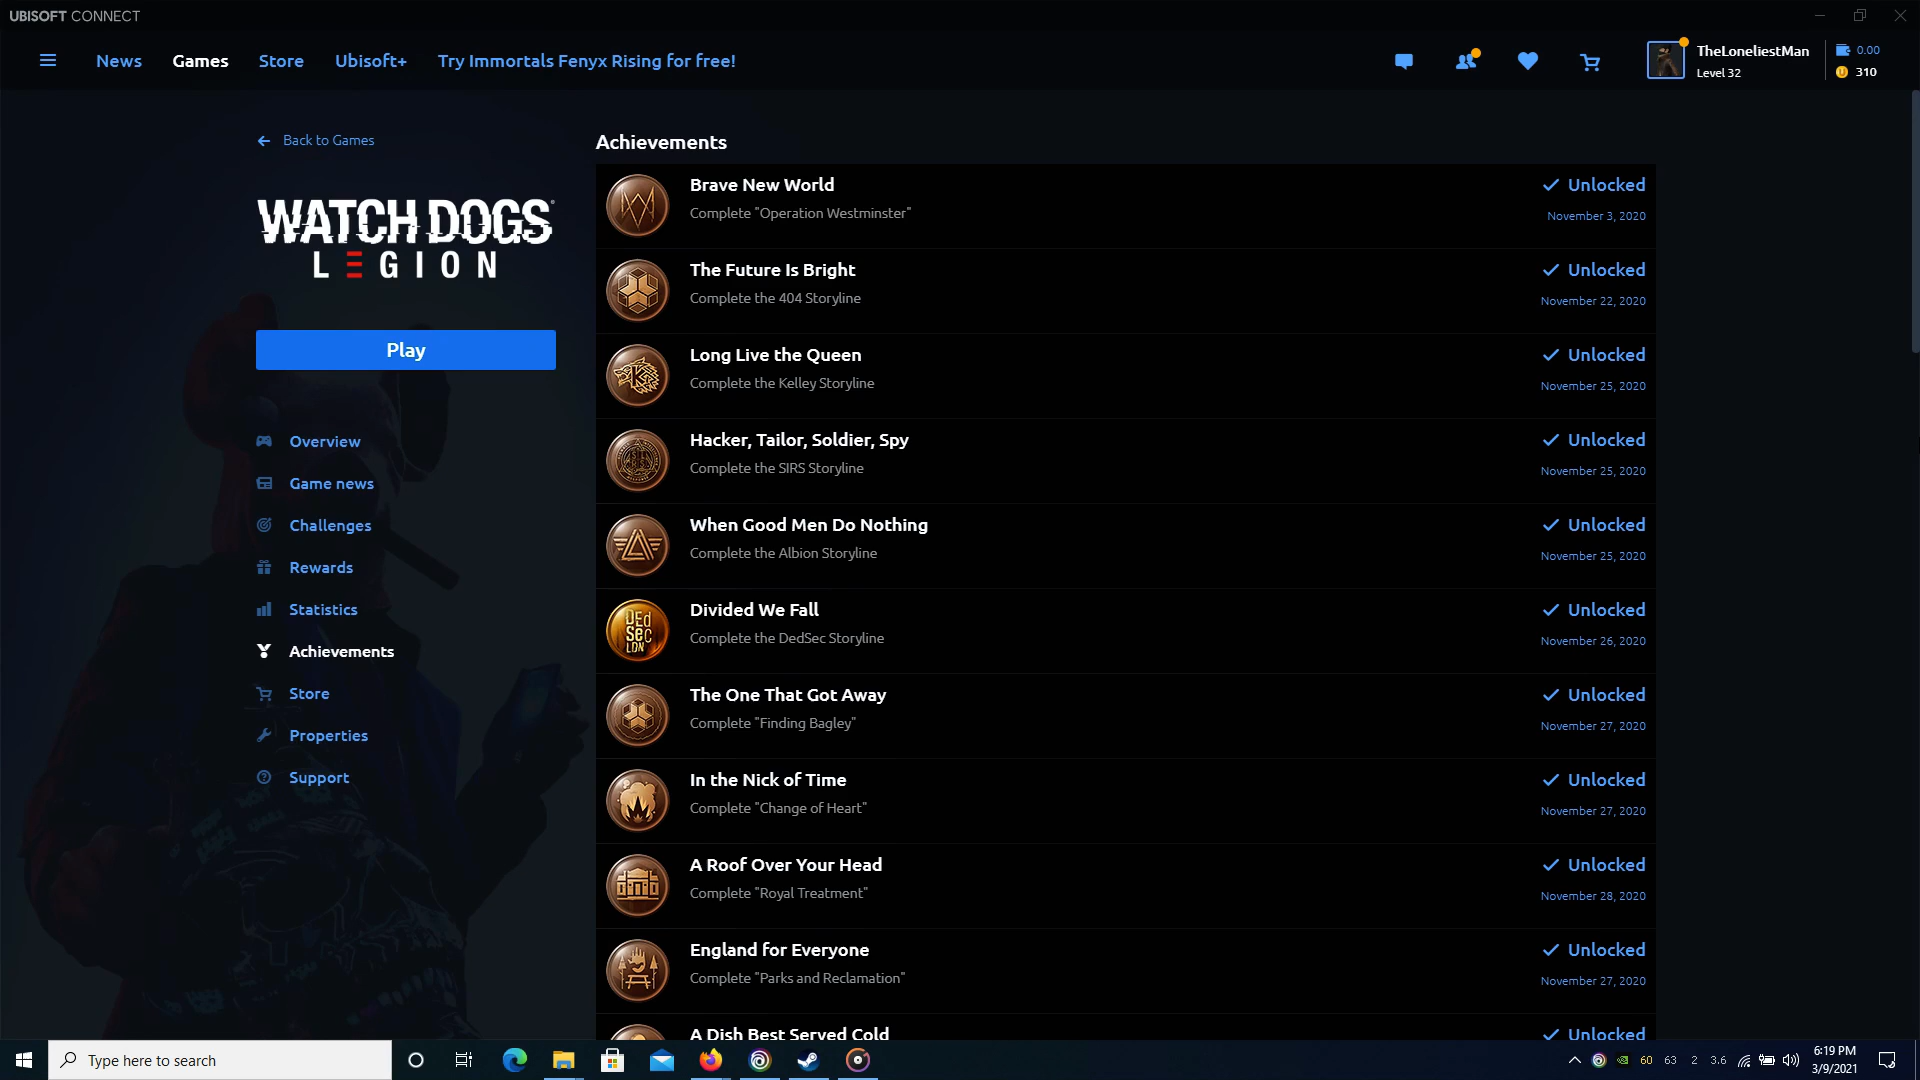 UBISOFT CONNECT
News Games Store Ubisoft+ Try Immortals Fenyx Rising for free!
TheLoneliestMan
Level 32
0.00
310
Back to Games
WATCH DOGS
LEGION
Play
Overview
Game news
Challenges
Rewards
Statistics
Achievements
Store
Properties
Support
Achievements
Brave New World
Complete "Operation Westminster"
Unlocked
November 3, 2020
The Future Is Bright
Complete the 404 Storyline
Unlocked
November 22, 2020
Long Live the Queen
Complete the Kelley Storyline
Unlocked
November 25, 2020
Hacker, Tailor, Soldier, Spy
Complete the SIRS Storyline
Unlocked
November 25, 2020
When Good Men Do Nothing
Complete the Albion Storyline
Unlocked
November 25, 2020
DEdSec LDN
Divided We Fall
Complete the DedSec Storyline
Unlocked
November 26, 2020
The One That Got Away
Complete "Finding Bagley"
Unlocked
November 27, 2020
In the Nick of Time
Complete "Change of Heart"
Unlocked
November 27, 2020
A Roof Over Your Head
Complete "Royal Treatment"
Unlocked
November 28, 2020
England for Everyone
Complete "Parks and Reclamation"
Unlocked
November 27, 2020
A Dish Best Served Cold
Unlocked
Type here to search
60 63 2 3.6
6:19 PM
3/9/2021